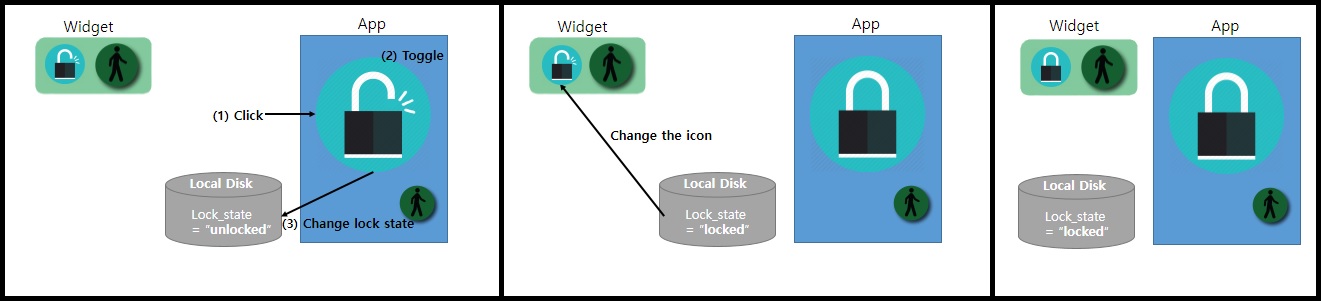 Widget
App
(2) Toggle
(1) Click
Local Disk
Lock_state
= "unlocked"
(3) Change lock state
Widget
App
Change the icon
Local Disk
Lock_state
= "locked"
Widget
App
Local Disk
Lock_state
= "locked"